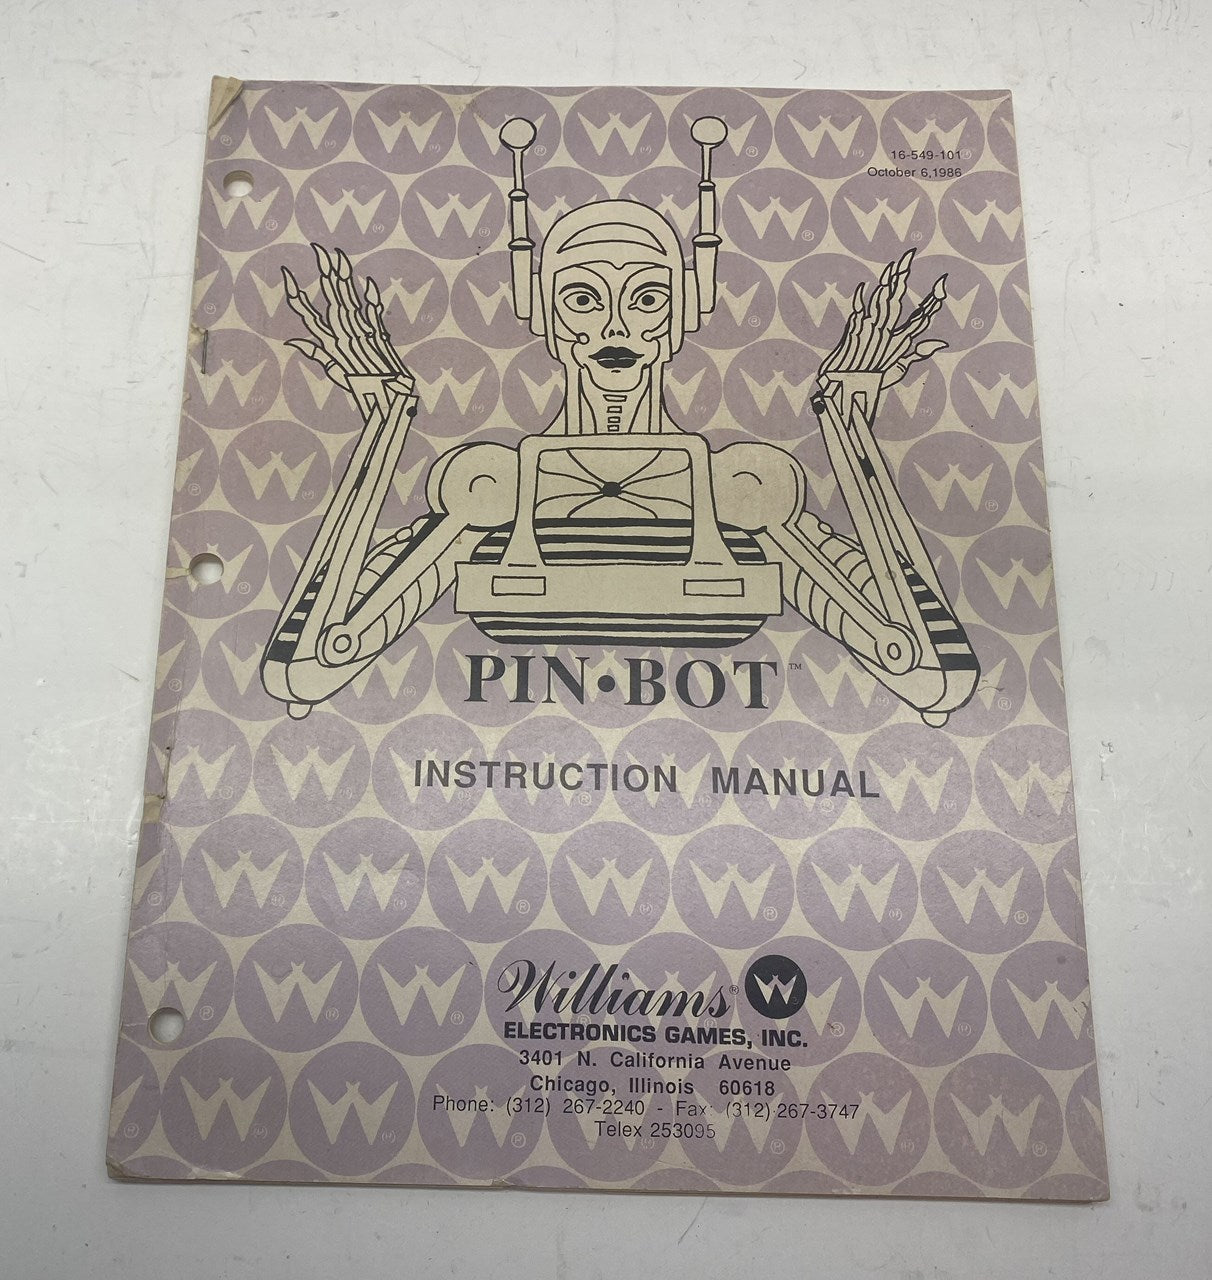 16-549-101
October 6,1986
PIN•BOT™
INSTRUCTION MANUAL
Williams®
ELECTRONICS GAMES, INC.
3401 N. California Avenue
Chicago, Illinois 60618
Phone: (312) 267-2240 - Fax: (312) 267-3747
Telex 253095